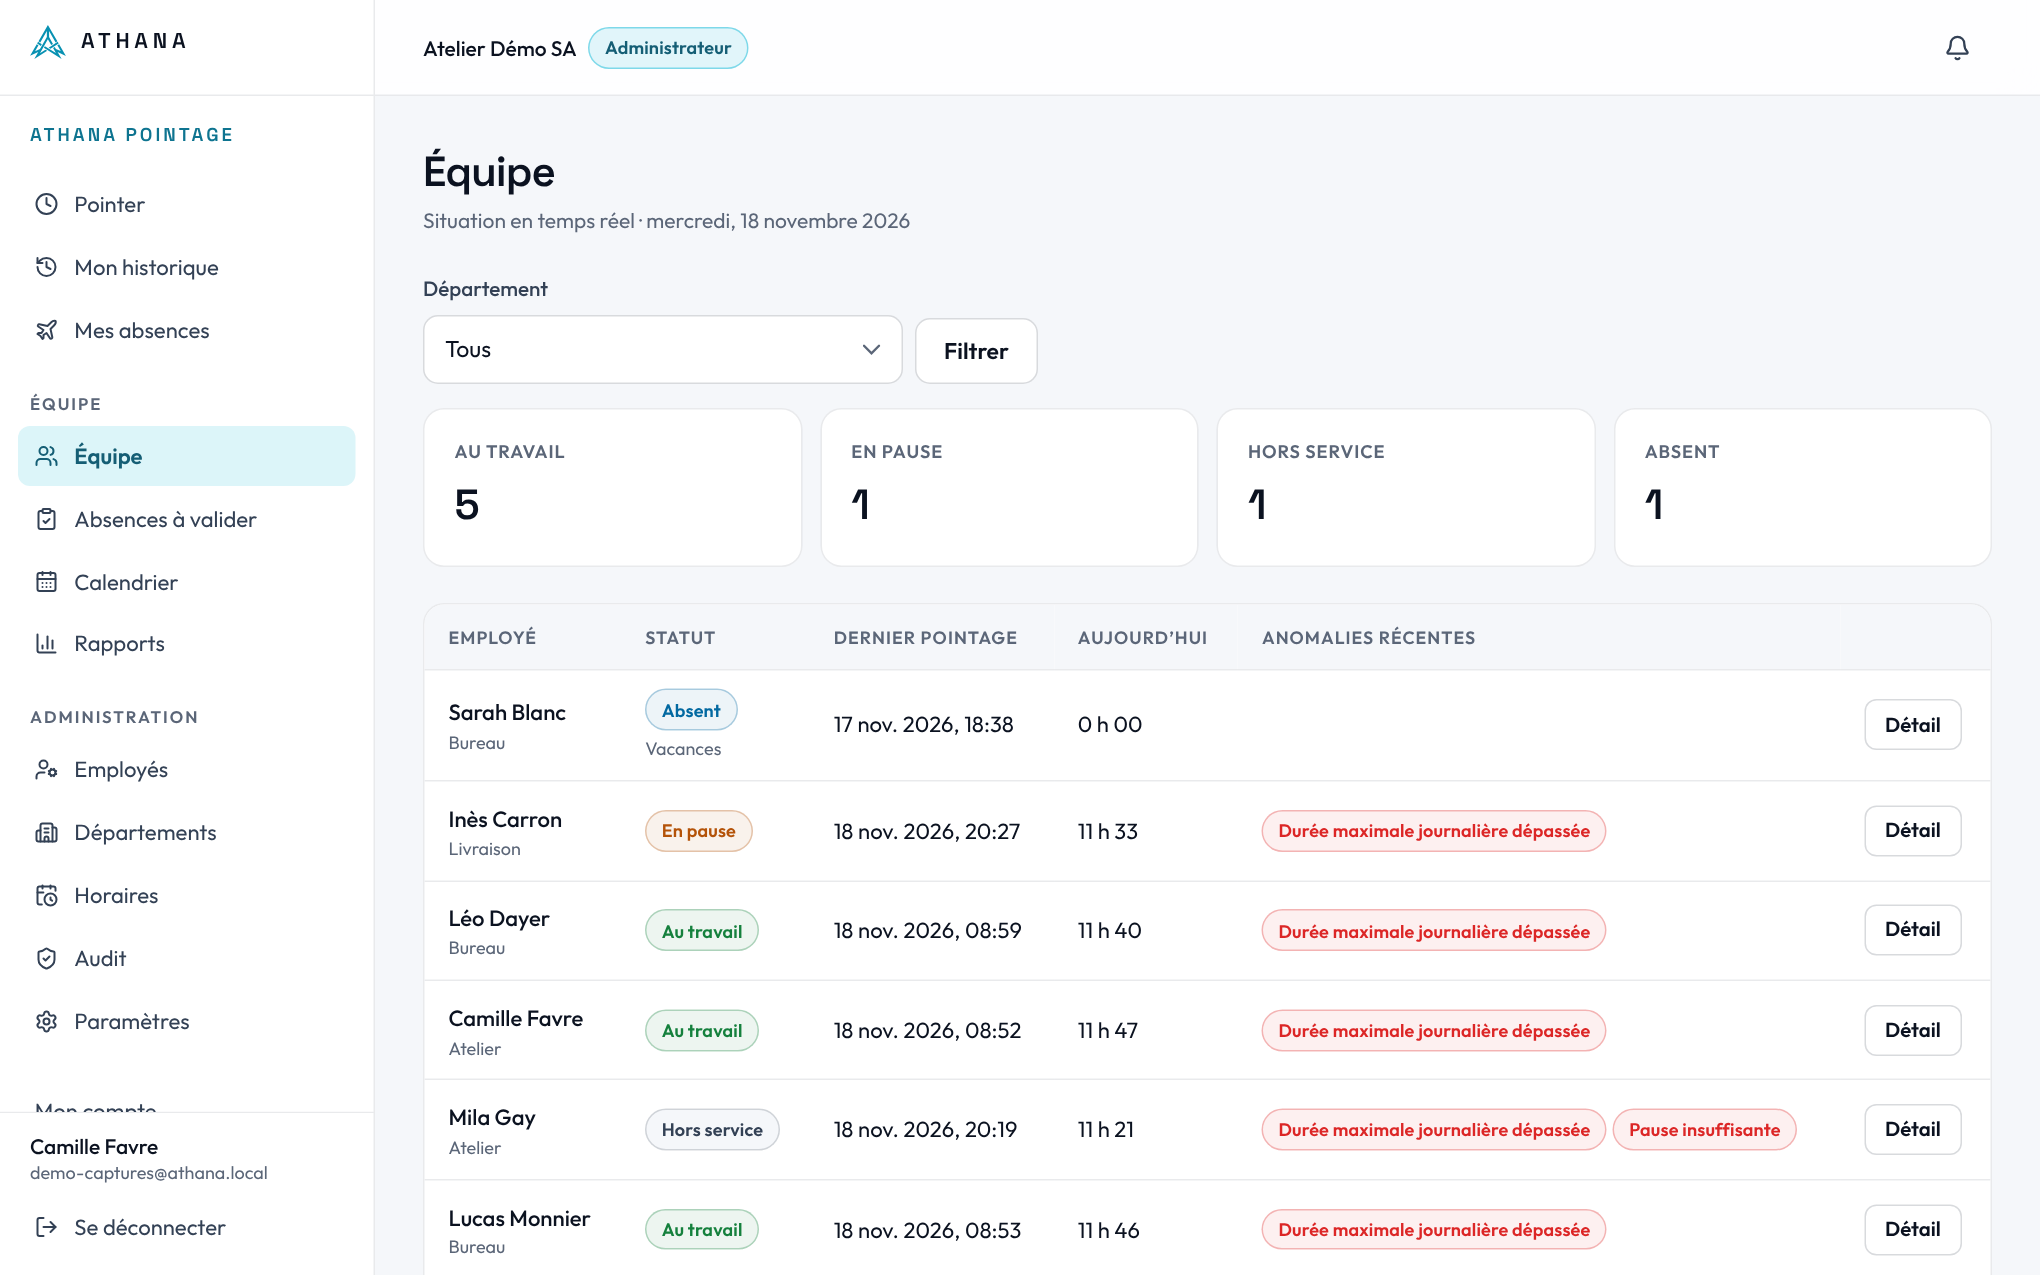 ATHANA
Atelier Démo SA Administrateur
ATHANA POINTAGE
Pointer
Mon historique
Mes absences
ÉQUIPE
Équipe
Absences à valider
Calendrier
Rapports
ADMINISTRATION
Employés
Départements
Horaires
Audit
Paramètres
Mon compte
Camille Favre
demo-captures@athana.local
Se déconnecter
Équipe
Situation en temps réel · mercredi, 18 novembre 2026
Département
Tous
Filtrer
AU TRAVAIL
5
EN PAUSE
1
HORS SERVICE
1
ABSENT
1
EMPLOYÉ STATUT DERNIER POINTAGE AUJOURD’HUI ANOMALIES RÉCENTES
Sarah Blanc
Bureau
Absent
Vacances
17 nov. 2026, 18:38
0 h 00
Détail
Inès Carron
Livraison
En pause
18 nov. 2026, 20:27
11 h 33
Durée maximale journalière dépassée
Détail
Léo Dayer
Bureau
Au travail
18 nov. 2026, 08:59
11 h 40
Durée maximale journalière dépassée
Détail
Camille Favre
Atelier
Au travail
18 nov. 2026, 08:52
11 h 47
Durée maximale journalière dépassée
Détail
Mila Gay
Atelier
Hors service
18 nov. 2026, 20:19
11 h 21
Durée maximale journalière dépassée
Pause insuffisante
Détail
Lucas Monnier
Bureau
Au travail
18 nov. 2026, 08:53
11 h 46
Durée maximale journalière dépassée
Détail